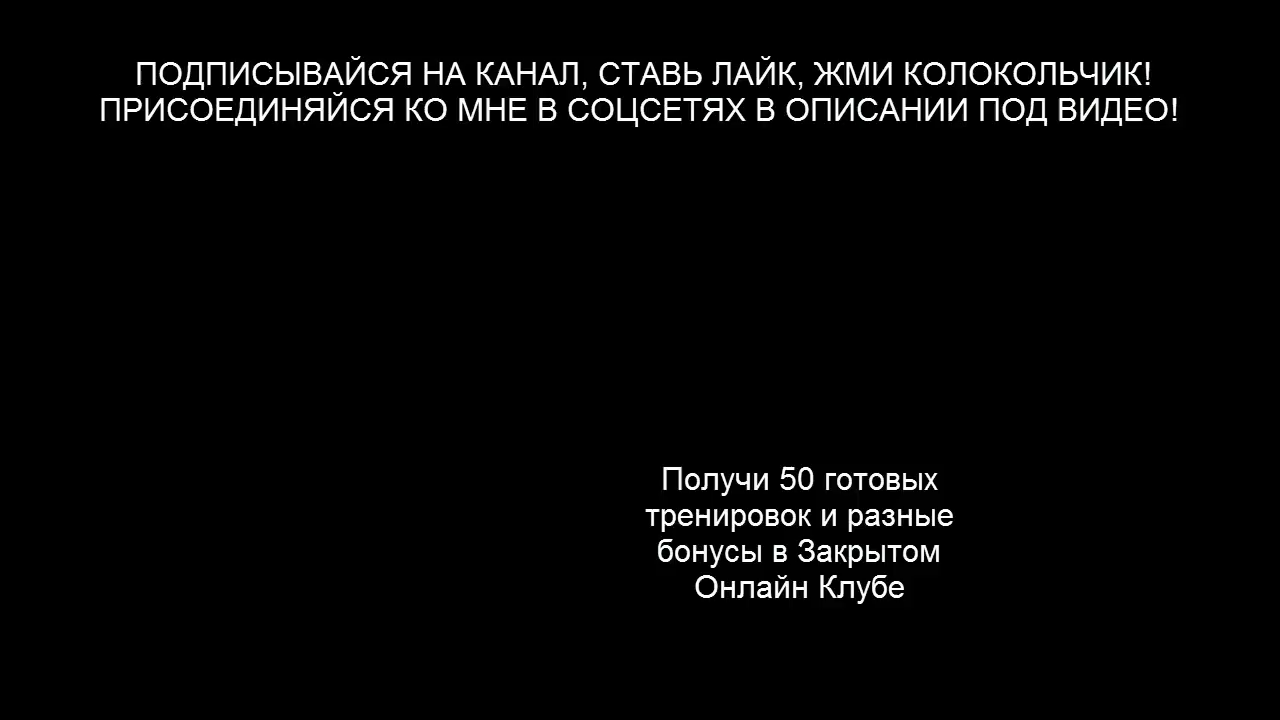 ПОДПИСЫВАЙСЯ НА КАНАЛ, СТАВЬ ЛАЙК, ЖМИ КОЛОКОЛЬЧИК!
ПРИСОЕДИНЯЙСЯ КО МНЕ В СОЦСЕТЯХ В ОПИСАНИИ ПОД ВИДЕО!
Получи 50 готовых
тренировок и разные
бонусы в Закрытом
Онлайн Клубе